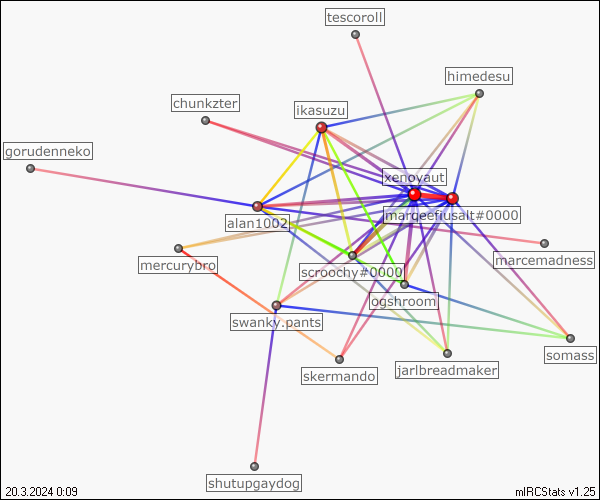 tescoroll
himedesu
chunkzter
ikasuzu
gorudenneko
xenoyaut
alan1002
margeefiusalt#0000
mercurybro
scroochy#0000
marcemadness
ogshroom
swanky.pants
somass
skermando
jarlbreadmaker
shutupgaydog
20.3.2024 0:09
mIRCStats v1.25